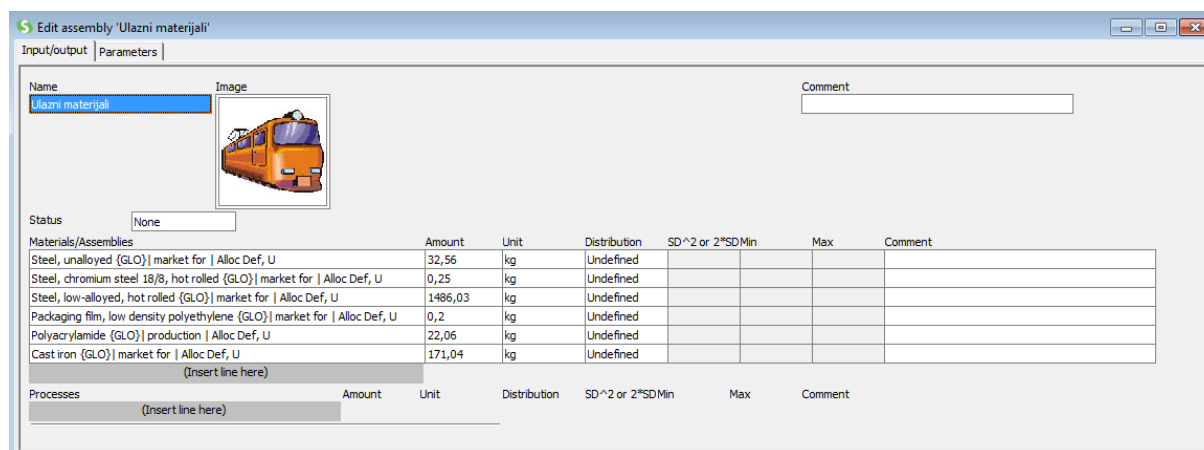 Edit assembly 'Ulazni materijali'
Input/output Parameters
Name Image Comment
Ulazni materijali
Status None
Materials/Assemblies Amount Unit Distribution SD^2 or 2*SD Min Max Comment
Steel, unalloyed {GLO}| market for | Alloc Def, U 32,56 kg Undefined
Steel, chromium steel 18/8, hot rolled {GLO}| market for | Alloc Def, U 0,25 kg Undefined
Steel, low-alloyed, hot rolled {GLO}| market for | Alloc Def, U 1486,03 kg Undefined
Packaging film, low density polyethylene {GLO}| market for | Alloc Def, U 0,2 kg Undefined
Polyacrylamide {GLO}| production | Alloc Def, U 22,06 kg Undefined
Cast iron {GLO}| market for | Alloc Def, U 171,04 kg Undefined
(Insert line here)
Processes Amount Unit Distribution SD^2 or 2*SD Min Max Comment
(Insert line here)